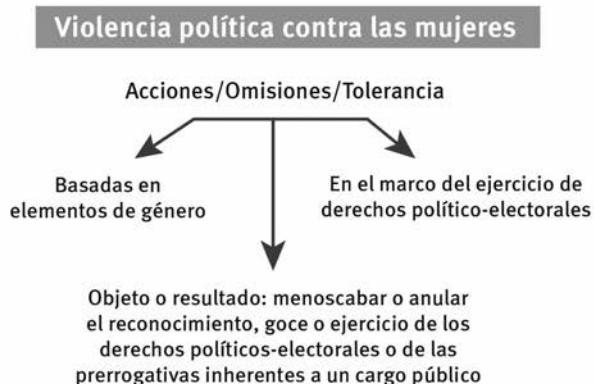 Violencia política contra las mujeres
Acciones/Omisiones/Tolerancia
Basadas en
elementos de género
En el marco del ejercicio de
derechos político-electorales
Objeto o resultado: menoscabar o anular
el reconocimiento, goce o ejercicio de los
derechos políticos-electorales o de las
prerrogativas inherentes a un cargo público